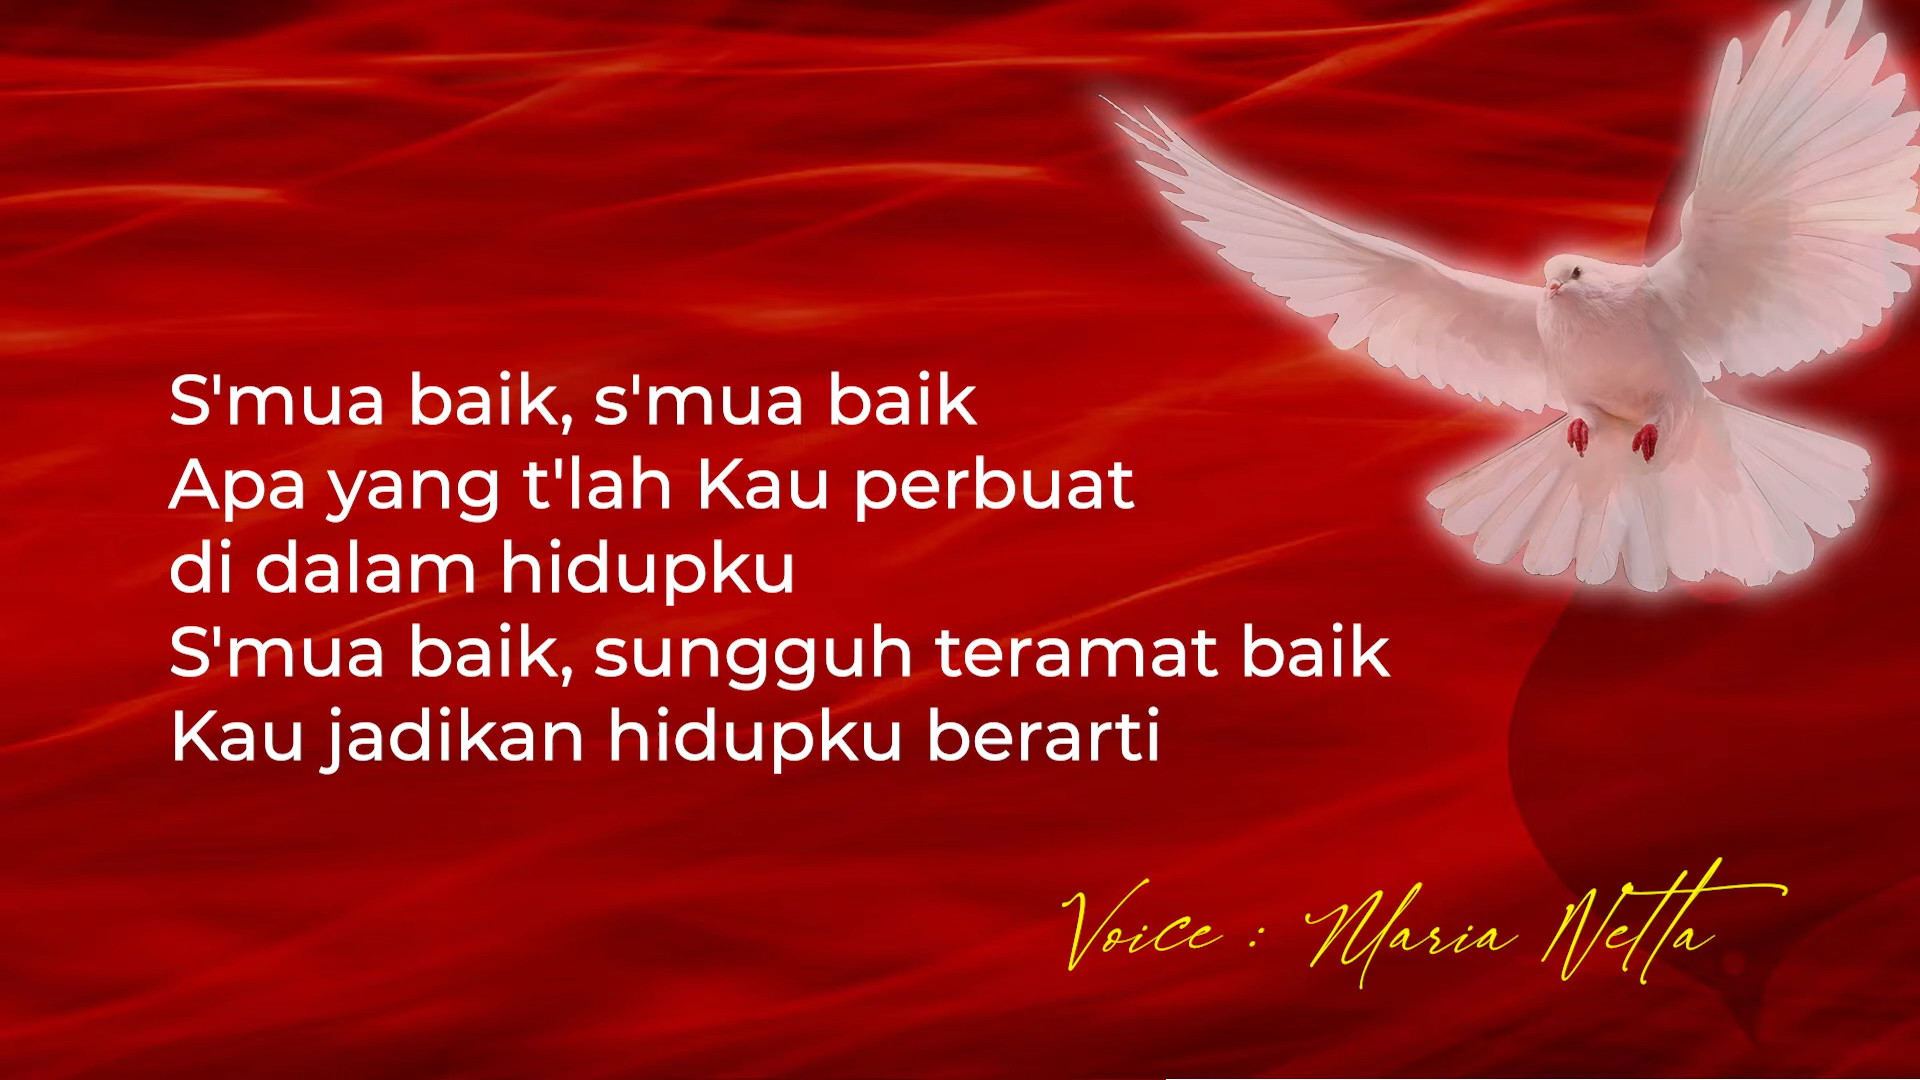 S'mua baik, s'mua baik
Apa yang t'lah Kau perbuat
di dalam hidupku
S'mua baik, sungguh teramat baik
Kau jadikan hidupku berarti
Voice : Maria Netta